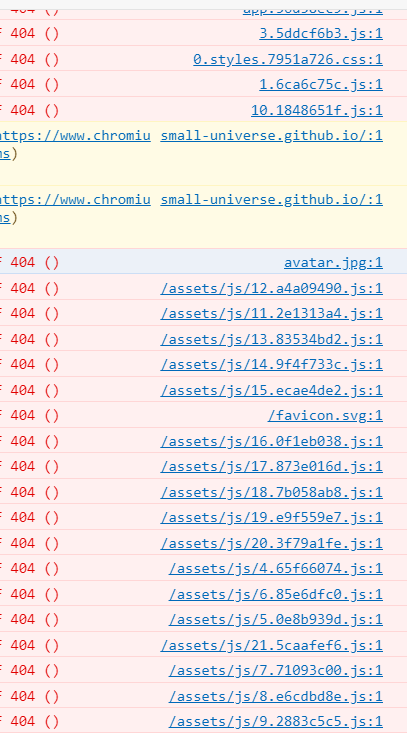 404 ()
404 () 3.5ddcf6b3.js:1
404 () 0.styles.7951a726.css:1
404 () 1.6ca6c75c.js:1
404 () 10.1848651f.js:1
https://www.chromiu small-universe.github.io/:1
ms)
https://www.chromiu small-universe.github.io/:1
ms)
404 () avatar.jpg:1
404 () /assets/js/12.a4a09490.js:1
404 () /assets/js/11.2e1313a4.js:1
404 () /assets/js/13.83534bd2.js:1
404 () /assets/js/14.9f4f733c.js:1
404 () /assets/js/15.ecae4de2.js:1
404 () /favicon.svg:1
404 () /assets/js/16.0f1eb038.js:1
404 () /assets/js/17.873e016d.js:1
404 () /assets/js/18.7b058ab8.js:1
404 () /assets/js/19.e9f559e7.js:1
404 () /assets/js/20.3f79a1fe.js:1
404 () /assets/js/4.65f66074.js:1
404 () /assets/js/6.85e6dfc0.js:1
404 () /assets/js/5.0e8b939d.js:1
404 () /assets/js/21.5caafef6.js:1
404 () /assets/js/7.71093c00.js:1
404 () /assets/js/8.e6cdbd8e.js:1
404 () /assets/js/9.2883c5c5.js:1